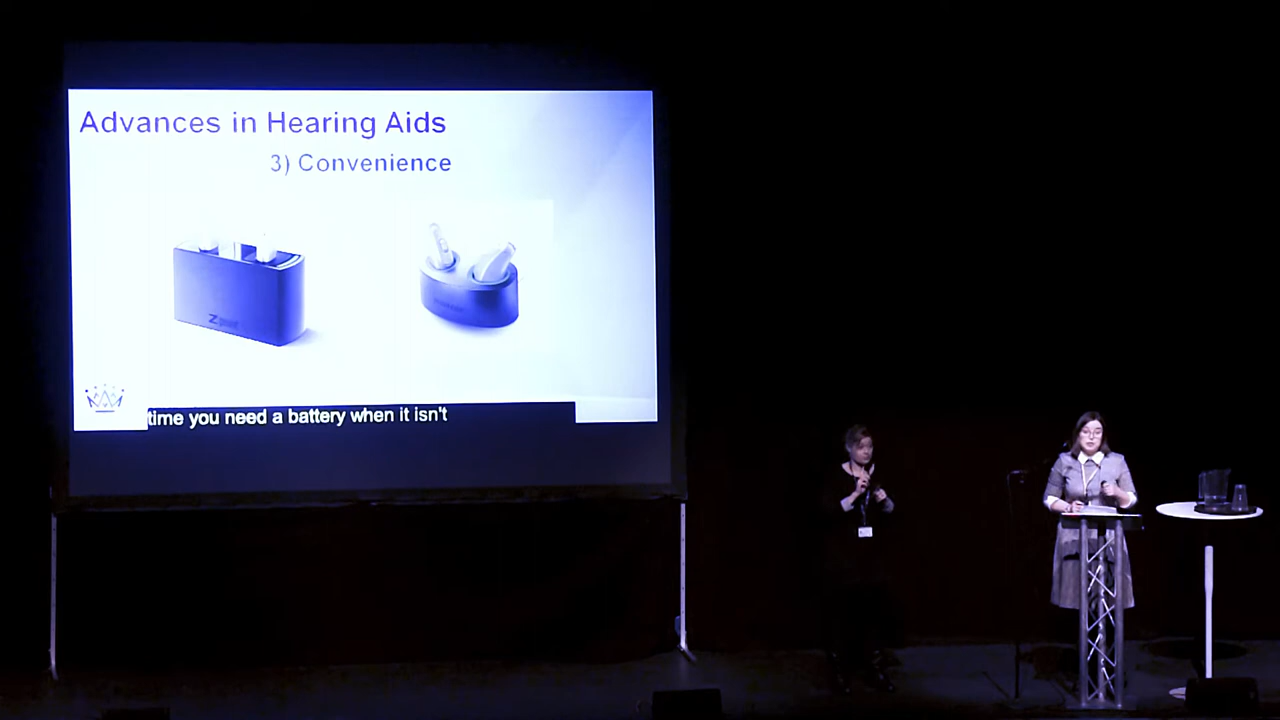 Advances in Hearing Aids
3) Convenience
Z
time you need a battery when it isn't